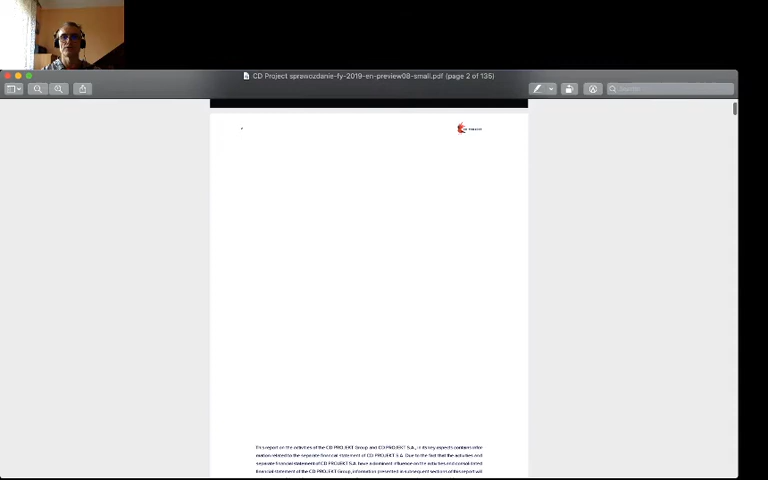 CD Project sprawozdanie-fy-2019-en-preview08-small.pdf (page 2 of 135)
Search
CD PROJEKT
This report on the activities of the CD PROJEKT Group and CD PROJEKT S.A., in its key aspects contains infor
mation related to the separate financial statement of CD PROJEKT S.A. Due to the fact that the activities and
separate financial statement of CD PROJEKT S.A. have a dominant influence on the activities and consolidated
financial statement of the CD PROJEKT Group, information presented in subsequent sections of this report will